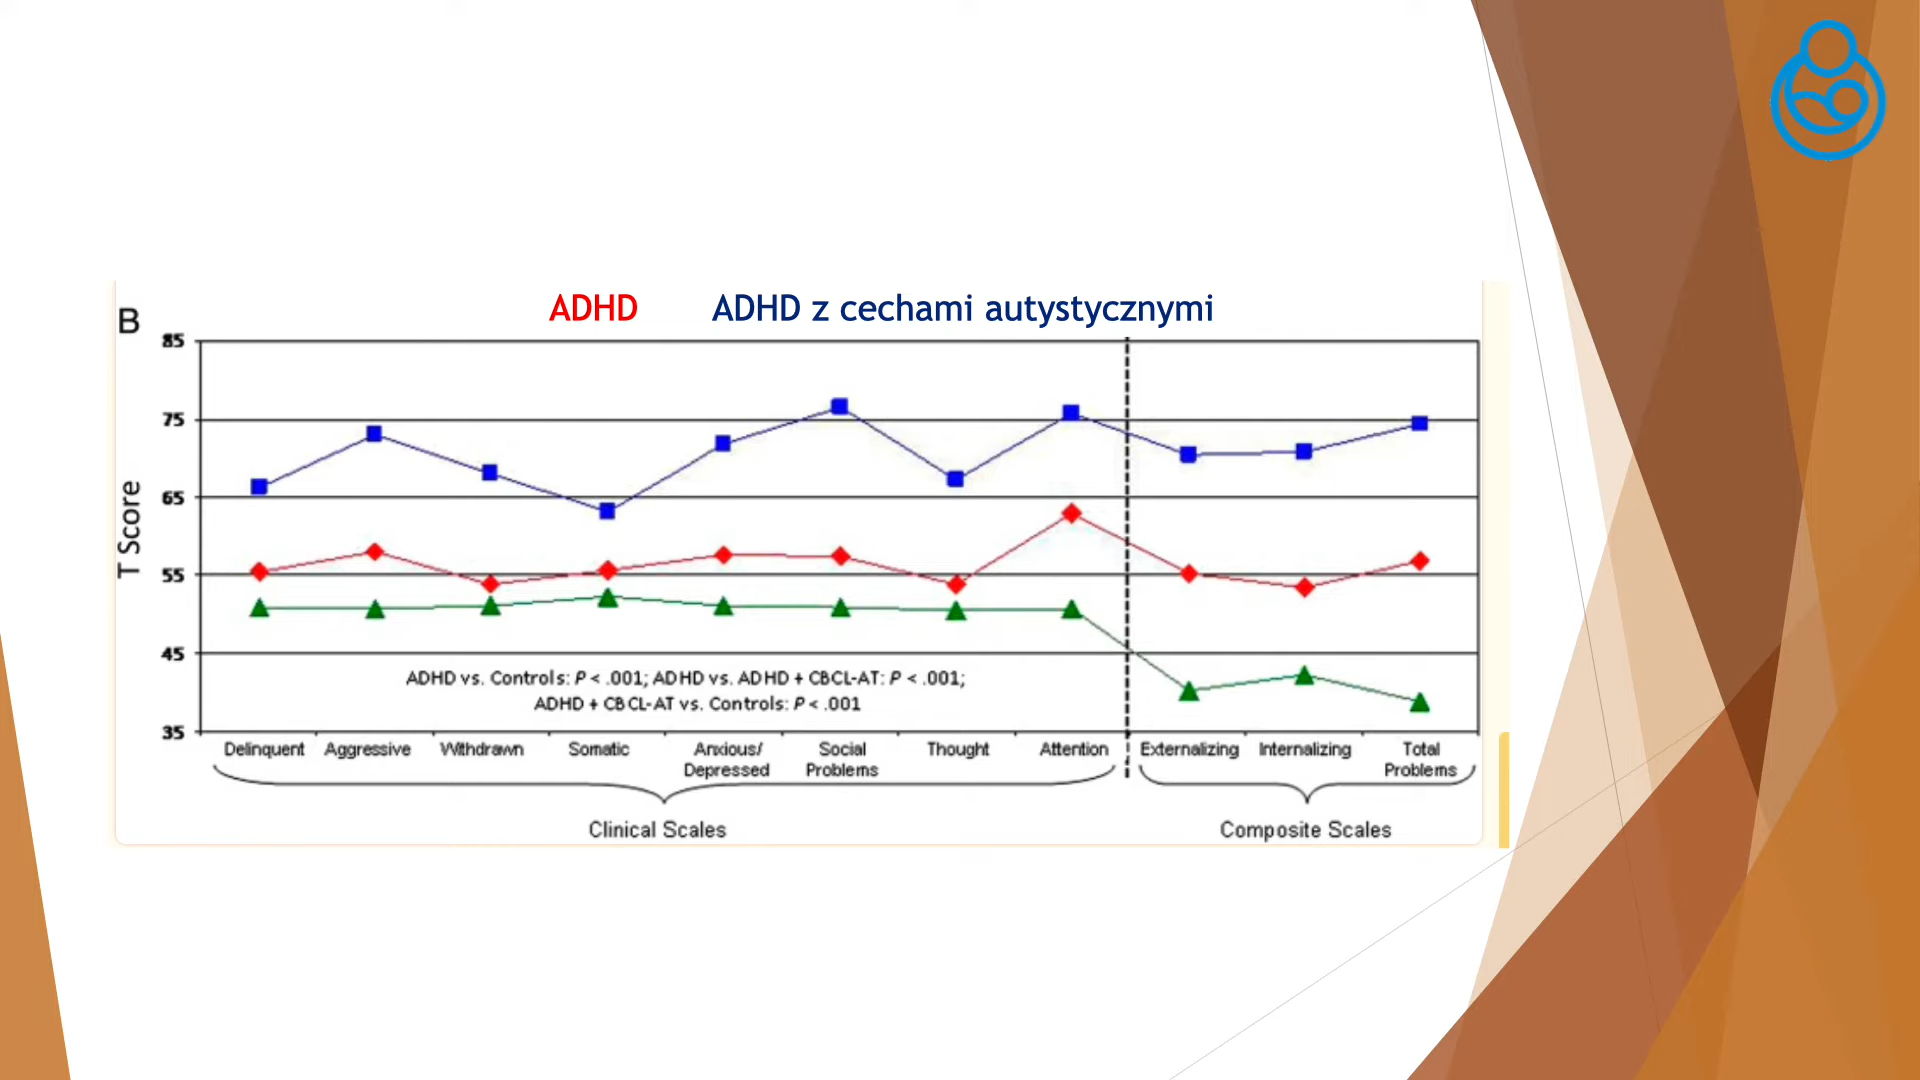 ADHD ADHD z cechami autystycznymi
B
85
75
65
55
45
35
T Score
ADHD vs. Controls: P < .001; ADHD vs. ADHD + CBCL-AT: P < .001;
ADHD + CBCL-AT vs. Controls: P < .001
Delinquent Aggressive Withdrawn Somatic Anxious/ Social Thought Attention Externalizing Internalizing Total
Depressed Problems Problems
Clinical Scales Composite Scales